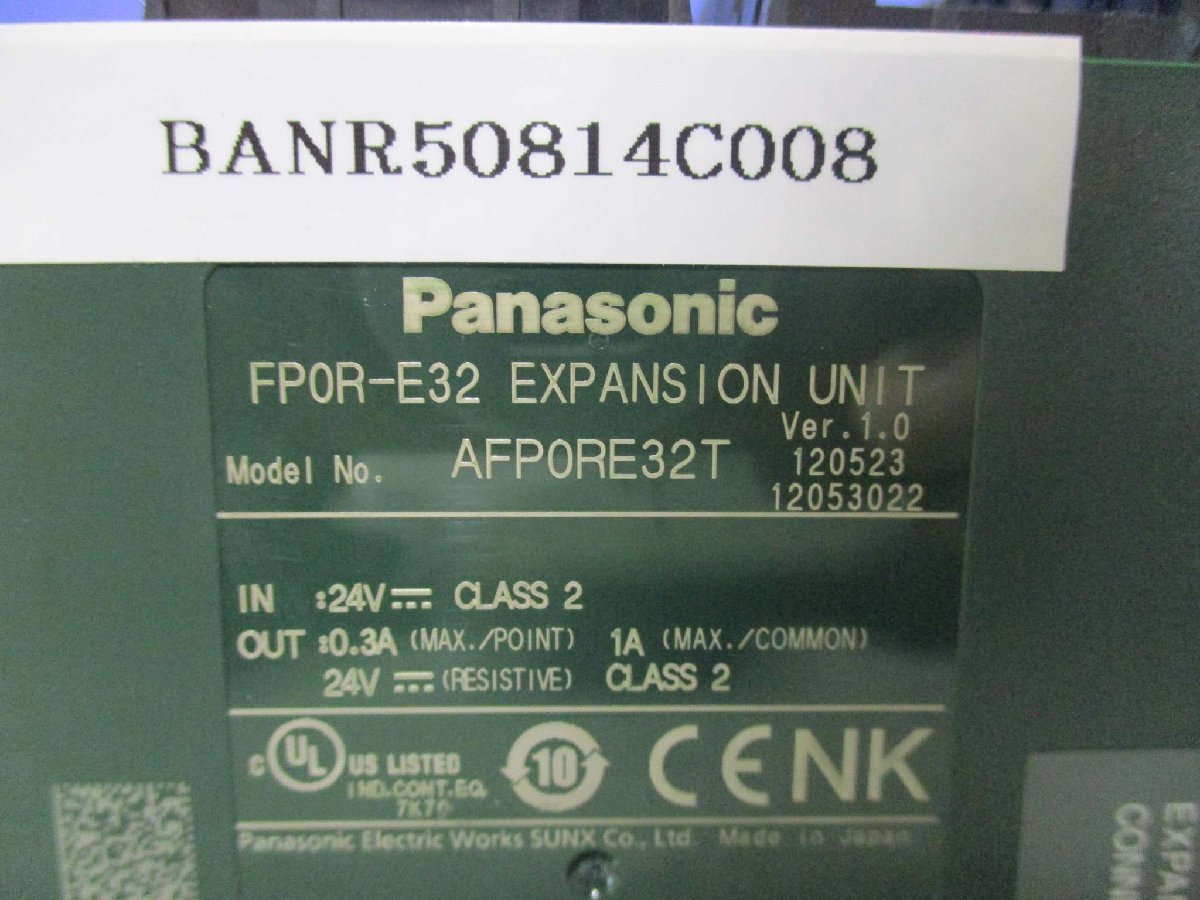 BANR50814C008
Panasonic
FP0R-E32 EXPANSION UNIT
Ver.1.0
Model No. AFP0RE32T 120523
12053022
IN :24V⎓ CLASS 2
OUT :0.3A (MAX./POINT) 1A (MAX./COMMON)
24V ⎓ (RESISTIVE) CLASS 2
C UL US LISTED 10 CE NK
IND.CONT.EQ.
Panasonic Electric Works SUNX Co., Ltd. Made in Japan